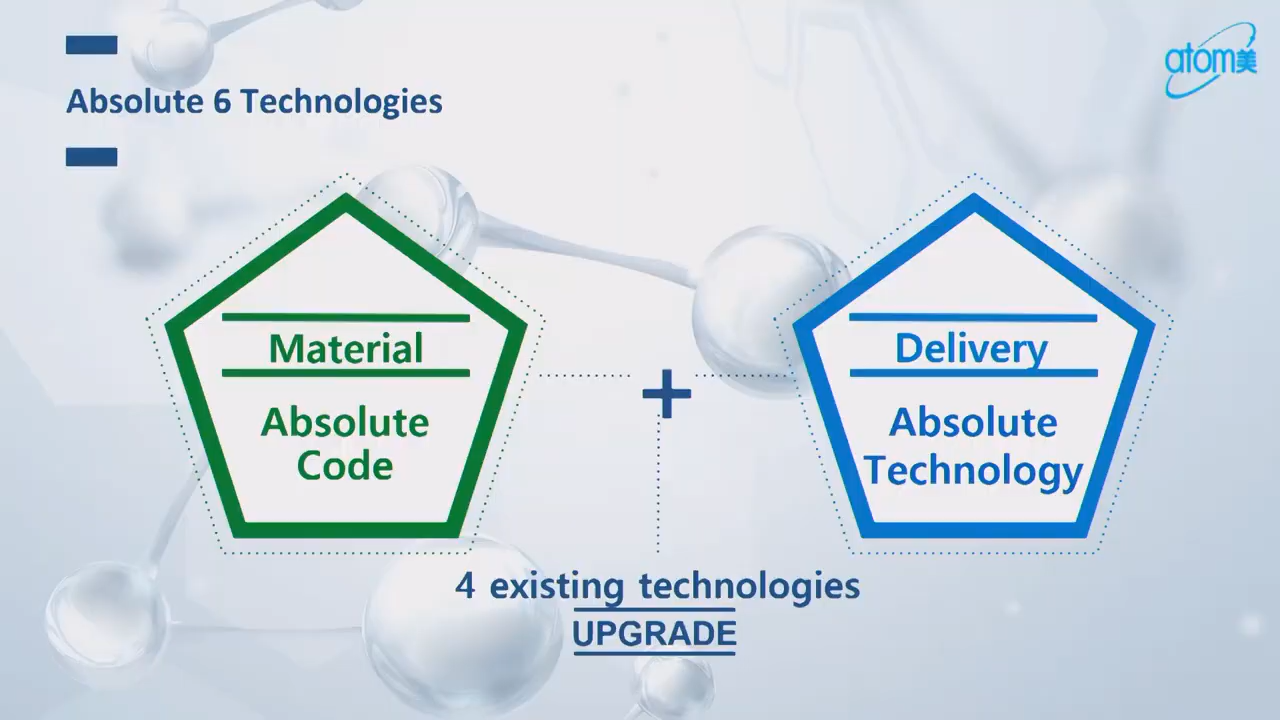 Absolute 6 Technologies
atom美
Material
Absolute
Code
Delivery
Absolute
Technology
4 existing technologies
UPGRADE